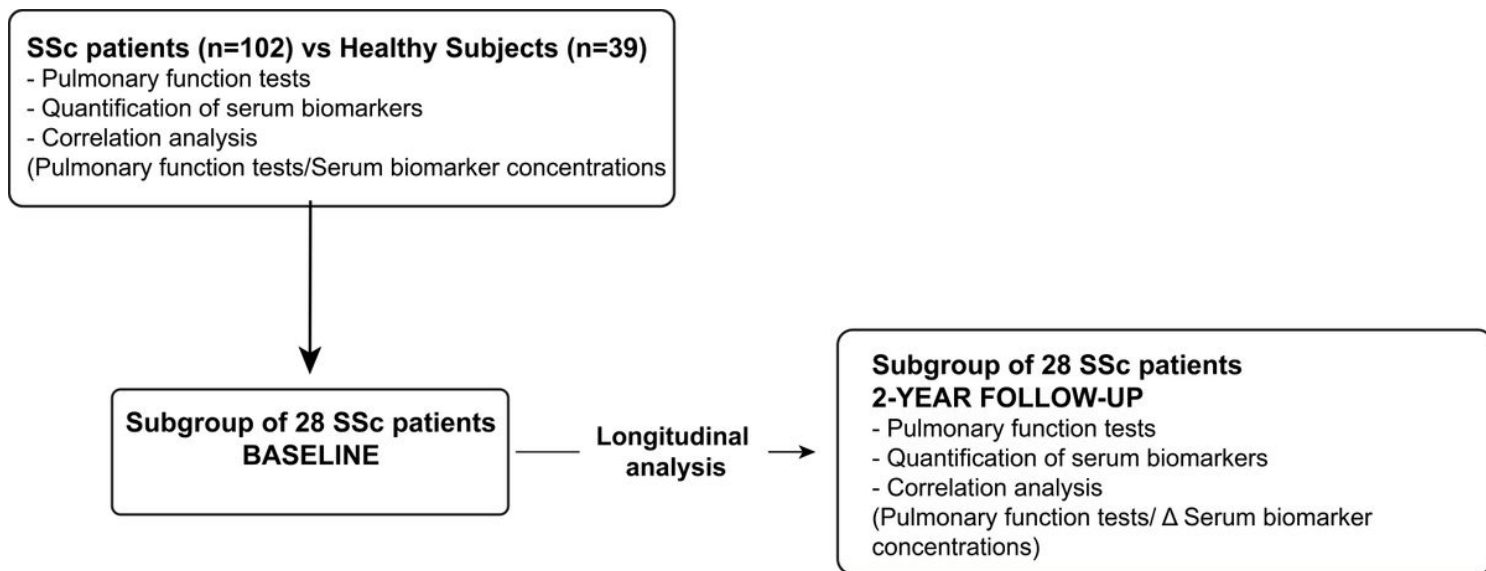 SSc patients (n=102) vs Healthy Subjects (n=39)
- Pulmonary function tests
- Quantification of serum biomarkers
- Correlation analysis
(Pulmonary function tests/Serum biomarker concentrations
Subgroup of 28 SSc patients
BASELINE
Longitudinal
analysis
Subgroup of 28 SSc patients
2-YEAR FOLLOW-UP
- Pulmonary function tests
- Quantification of serum biomarkers
- Correlation analysis
(Pulmonary function tests/ Δ Serum biomarker
concentrations)